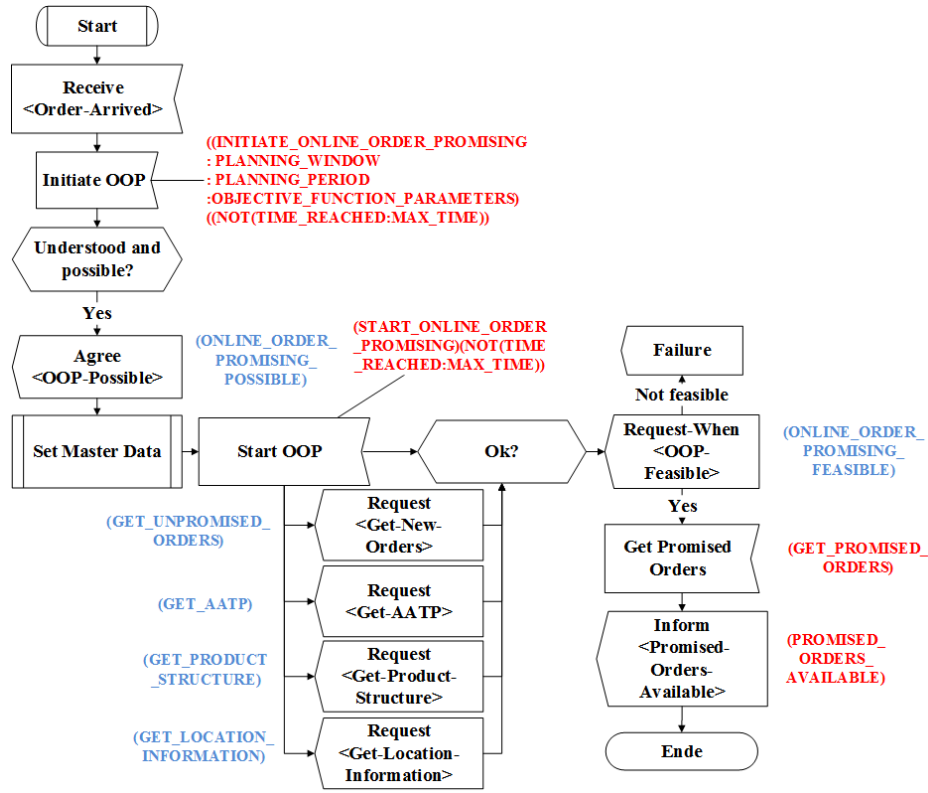 Start
Receive
<Order-Arrived>
Initiate OOP
((INITIATE_ONLINE_ORDER_PROMISING
: PLANNING_WINDOW
: PLANNING_PERIOD
:OBJECTIVE_FUNCTION_PARAMETERS)
((NOT(TIME_REACHED:MAX_TIME))
Understood and
possible?
Yes
Agree
<OOP-Possible>
(ONLINE_ORDER_
PROMISING_
POSSIBLE)
(START_ONLINE_ORDER
_PROMISING)(NOT(TIME
_REACHED:MAX_TIME))
Failure
Not feasible
Set Master Data
Start OOP
Ok?
Request-When
<OOP-
Feasible>
(ONLINE_ORDER_
PROMISING_
FEASIBLE)
Yes
(GET_UNPROMISED_
ORDERS)
Request
<Get-New-
Orders>
Get Promised
Orders
(GET_PROMISED_
ORDERS)
(GET_AATP)
Request
<Get-AATP>
Inform
<Promised-
Orders-
Available>
(PROMISED_
ORDERS_
AVAILABLE)
(GET_PRODUCT
_STRUCTURE)
Request
<Get-Product-
Structure>
(GET_LOCATION_
INFORMATION)
Request
<Get-Location-
Information>
Ende